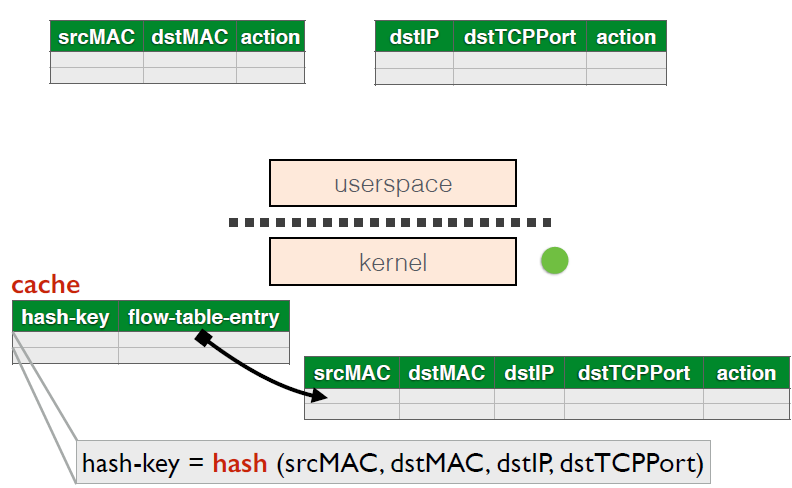 srcMAC dstMAC action
dstIP dstTCPPort action
userspace
kernel
cache
hash-key flow-table-entry
srcMAC dstMAC dstIP dstTCPPort action
hash-key = hash (srcMAC, dstMAC, dstIP, dstTCPPort)